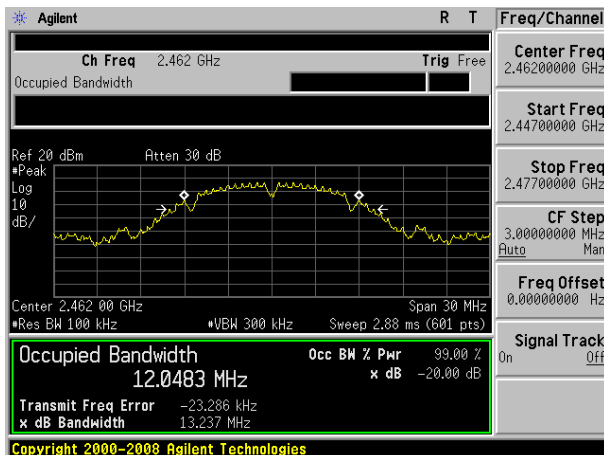 Agilent R T
Freq/Channel
Ch Freq 2.462 GHz Trig Free
Occupied Bandwidth
Center Freq
2.46200000 GHz
Start Freq
2.44700000 GHz
Stop Freq
2.47700000 GHz
CF Step
3.00000000 MHz
Auto Man
Freq Offset
0.00000000 Hz
Signal Track
On Off
Ref 20 dBm Atten 30 dB
#Peak
Log
10
dB/
Center 2.462 00 GHz Span 30 MHz
#Res BW 100 kHz #VBW 300 kHz Sweep 2.88 ms (601 pts)
Occupied Bandwidth Occ BW % Pwr 99.00 %
12.0483 MHz x dB -20.00 dB
Transmit Freq Error -23.286 kHz
x dB Bandwidth 13.237 MHz
Copyright 2000-2008 Agilent Technologies